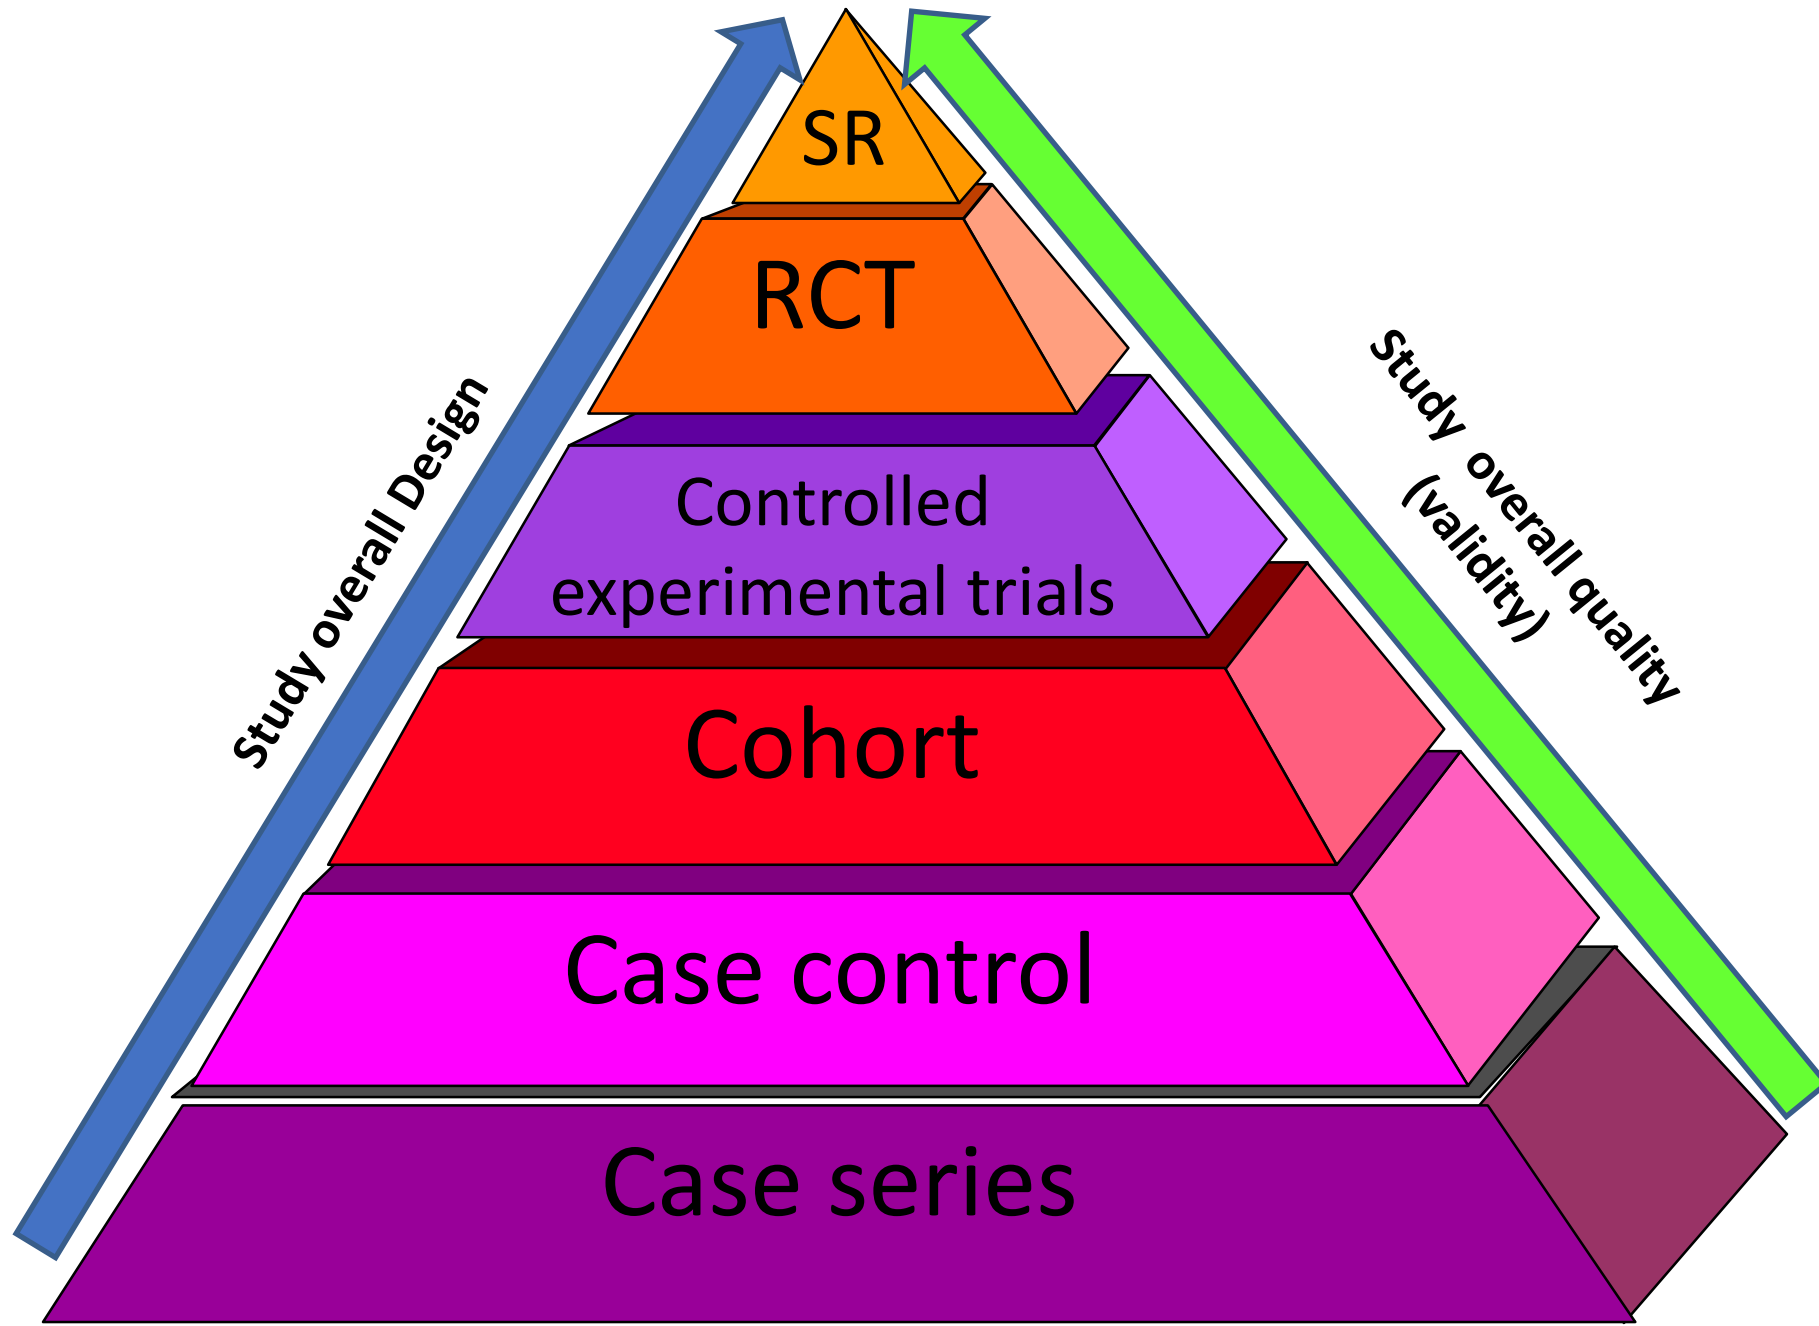 SR
RCT
Controlled
experimental trials
Cohort
Case control
Case series
Study overall Design
Study overall quality
(validity)